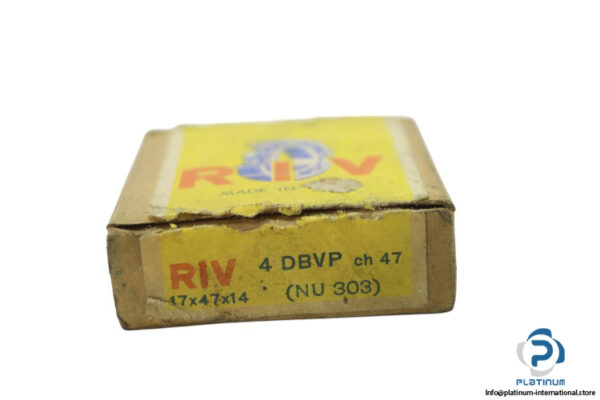 RIV
MADE IN
RIV 4 DBVP ch 47
17x47x14 (NU 303)
PLATINUM
Info@platinum-international.store